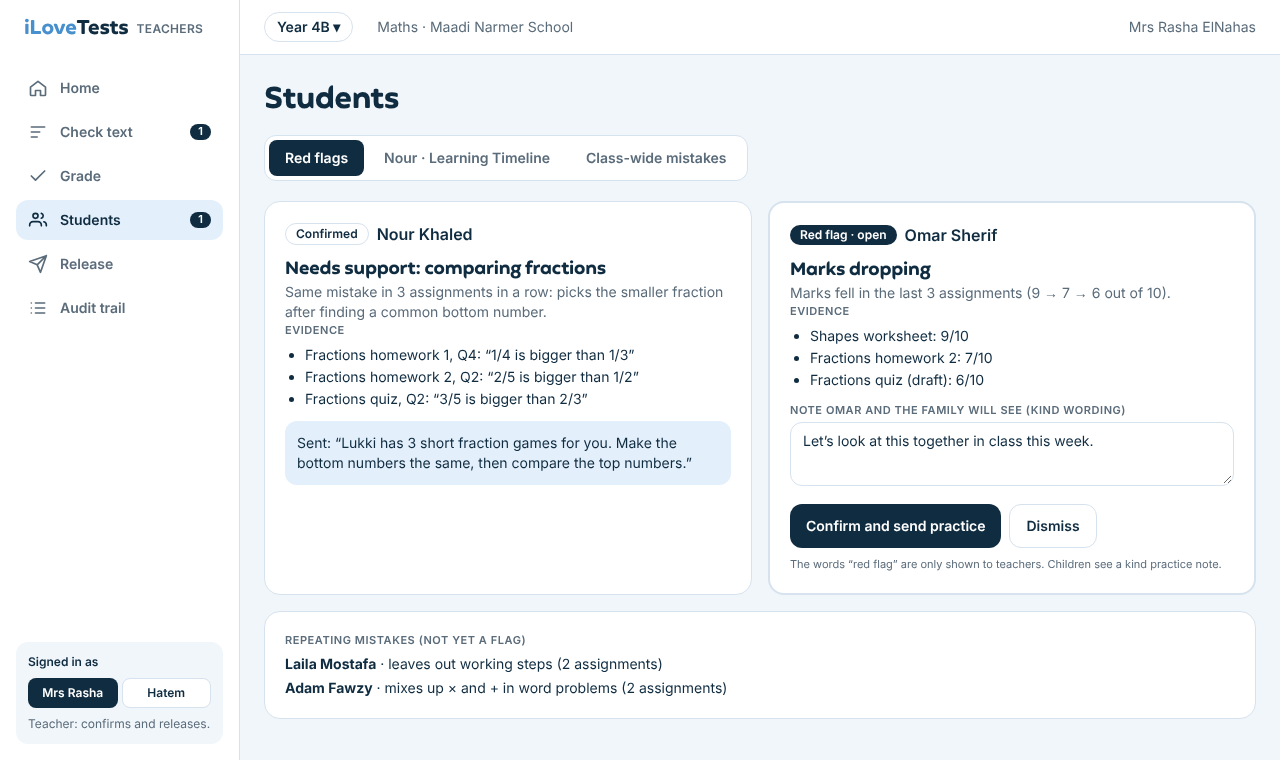 iLoveTests TEACHERS
Home
Check text 1
Grade
Students 1
Release
Audit trail
Signed in as
Mrs Rasha Hatem
Teacher: confirms and releases.
Year 4B ▾ Maths · Maadi Narmer School Mrs Rasha ElNahas
Students
Red flags Nour · Learning Timeline Class-wide mistakes
Confirmed Nour Khaled
Needs support: comparing fractions
Same mistake in 3 assignments in a row: picks the smaller fraction
after finding a common bottom number.
EVIDENCE
• Fractions homework 1, Q4: “1/4 is bigger than 1/3”
• Fractions homework 2, Q2: “2/5 is bigger than 1/2”
• Fractions quiz, Q2: “3/5 is bigger than 2/3”
Sent: “Lukki has 3 short fraction games for you. Make the
bottom numbers the same, then compare the top numbers.”
Red flag · open Omar Sherif
Marks dropping
Marks fell in the last 3 assignments (9 → 7 → 6 out of 10).
EVIDENCE
• Shapes worksheet: 9/10
• Fractions homework 2: 7/10
• Fractions quiz (draft): 6/10
NOTE OMAR AND THE FAMILY WILL SEE (KIND WORDING)
Let’s look at this together in class this week.
Confirm and send practice Dismiss
The words “red flag” are only shown to teachers. Children see a kind practice note.
REPEATING MISTAKES (NOT YET A FLAG)
Laila Mostafa · leaves out working steps (2 assignments)
Adam Fawzy · mixes up × and + in word problems (2 assignments)